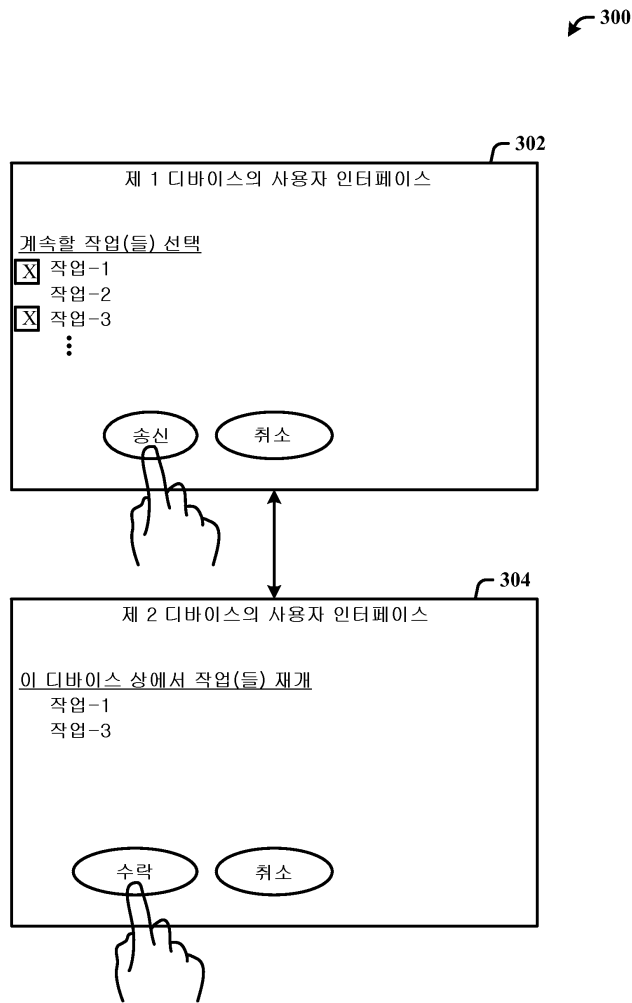 300
302
제 1 디바이스의 사용자 인터페이스
계속할 작업(들) 선택
X 작업-1
작업-2
X 작업-3
송신 취소
304
제 2 디바이스의 사용자 인터페이스
이 디바이스 상에서 작업(들) 재개
작업-1
작업-3
수락 취소